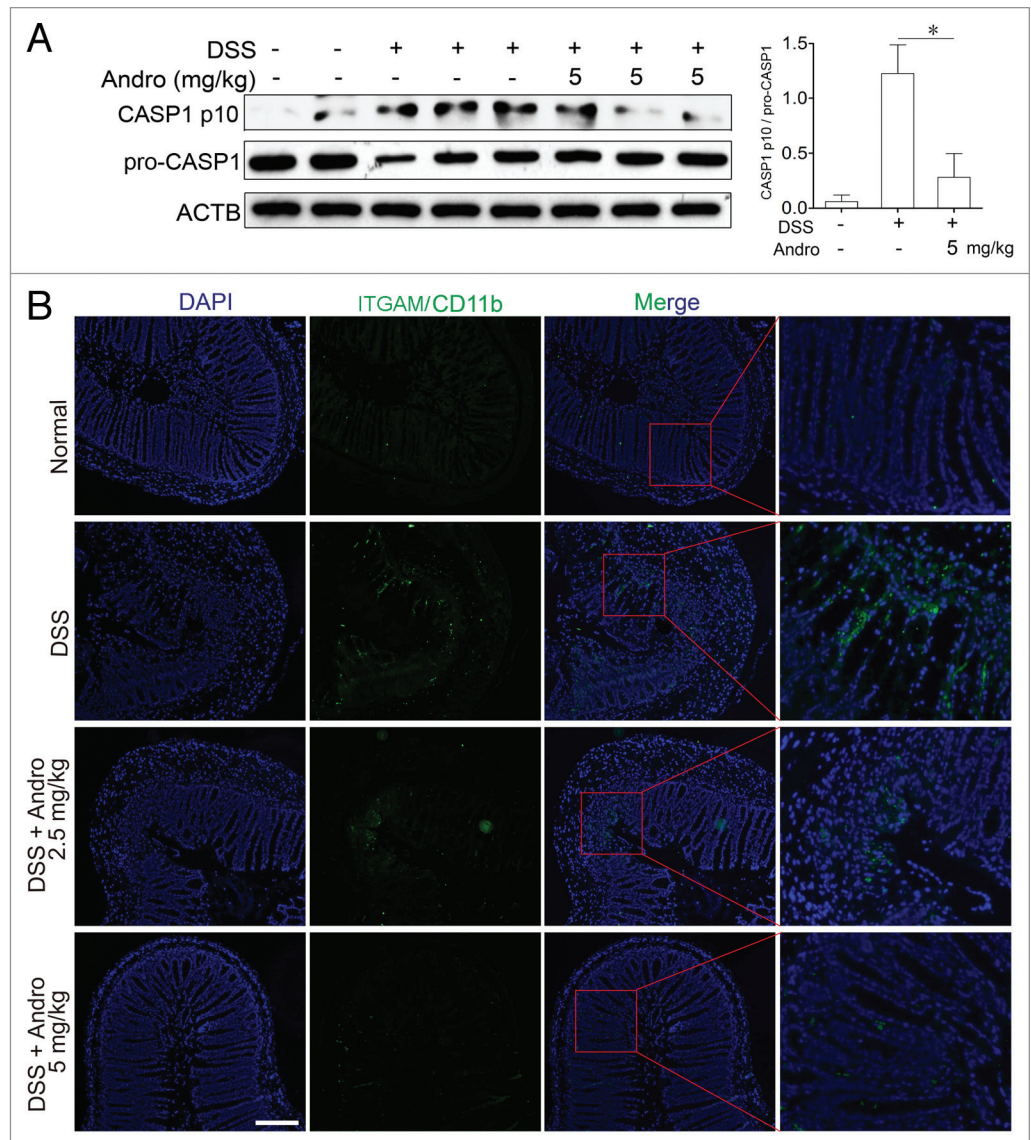 A
DSS - - + + + + + +
Andro (mg/kg) - - - - - 5 5 5
CASP1 p10
pro-CASP1
ACTB
CASP1 p10 / pro-CASP1
1.5
1.0
0.5
0.0
*
DSS - + +
Andro - - 5 mg/kg
B
DAPI ITGAM/CD11b Merge
Normal
DSS
DSS + Andro
2.5 mg/kg
DSS + Andro
5 mg/kg